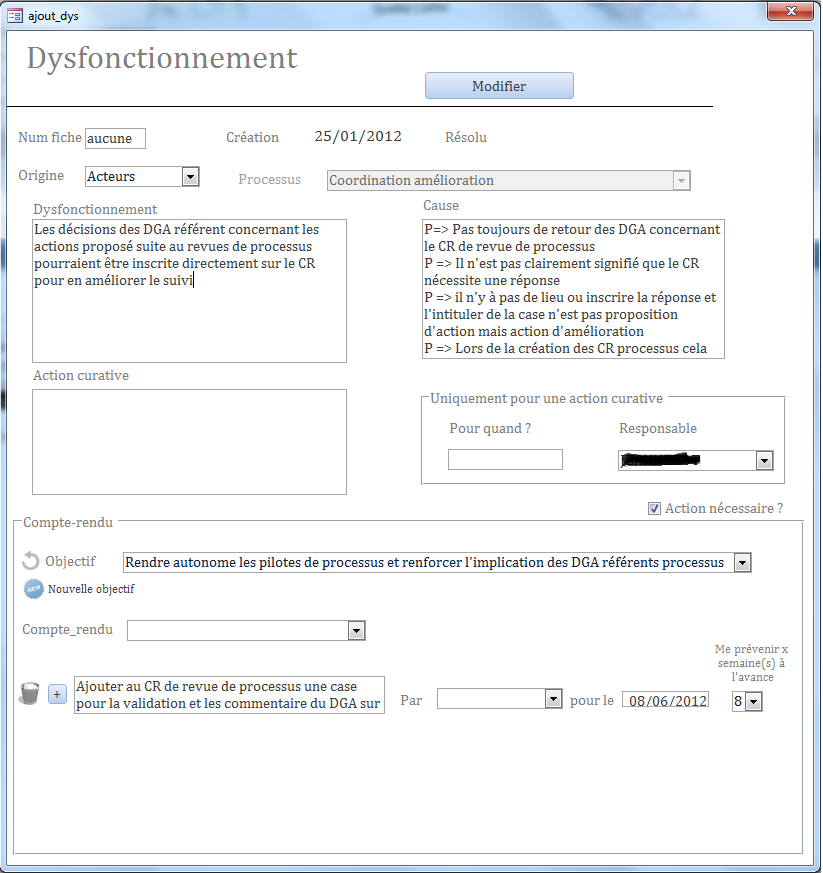 ajout_dys
Dysfonctionnement
Modifier
Num fiche aucune Création 25/01/2012 Résolu
Origine Acteurs Processus Coordination amélioration
Dysfonctionnement
Les décisions des DGA référent concernant les
actions proposé suite au revues de processus
pourraient être inscrite directement sur le CR
pour en améliorer le suivi
Cause
P=> Pas toujours de retour des DGA concernant
le CR de revue de processus
P => Il n'est pas clairement signifié que le CR
nécessite une réponse
P => il n'y à pas de lieu ou inscrire la réponse et
l'intituler de la case n'est pas proposition
d'action mais action d'amélioration
P => Lors de la création des CR processus cela
Action curative
Uniquement pour une action curative
Pour quand ? Responsable
Action nécessaire ?
Compte-rendu
Objectif Rendre autonome les pilotes de processus et renforcer l'implication des DGA référents processus
NEW Nouvelle objectif
Compte_rendu
Me prévenir x
semaine(s) à
l'avance
+ Ajouter au CR de revue de processus une case
pour la validation et les commentaire du DGA sur
Par pour le 08/06/2012 8